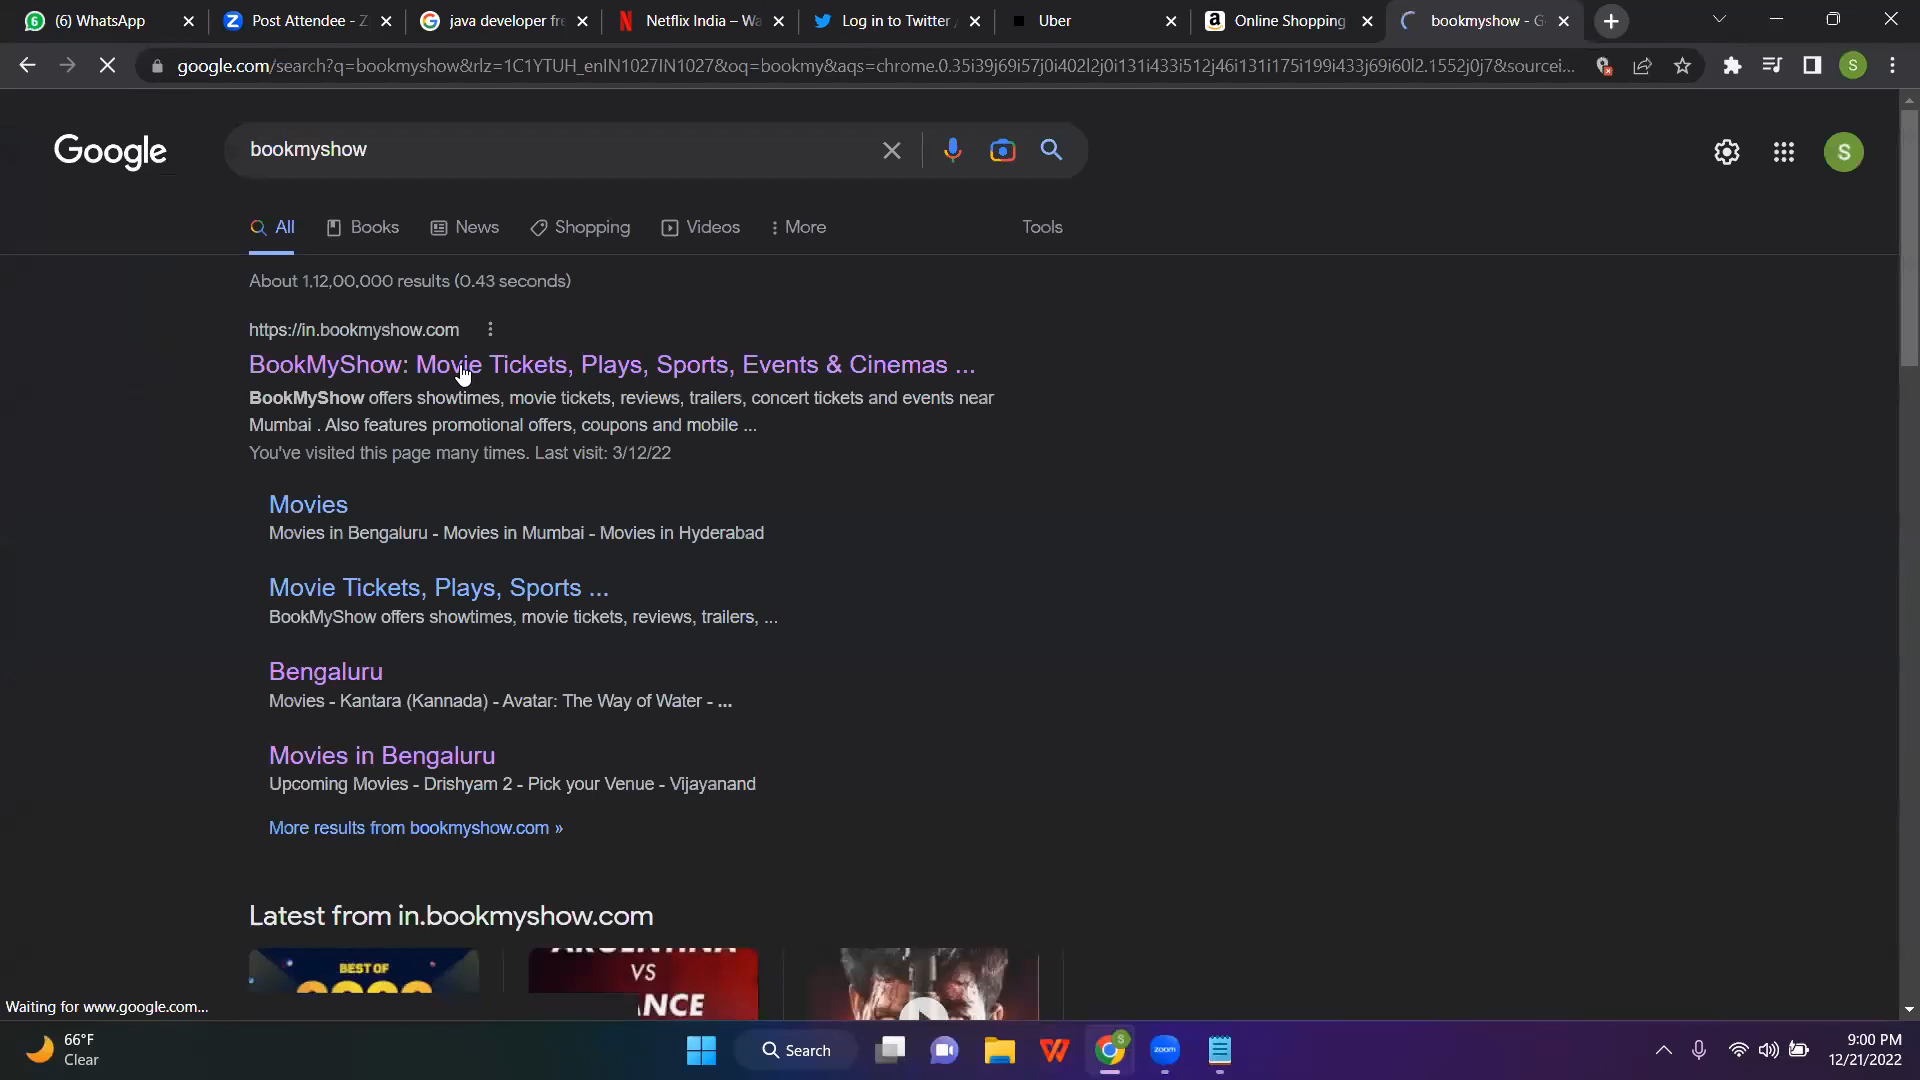 (6) WhatsApp
Post Attendee - Z
java developer fre
Netflix India – Wa
Log in to Twitter /
Uber
Online Shopping
bookmyshow - G
google.com/search?q=bookmyshow&rlz=1C1YTUH_enIN1027IN1027&oq=bookmy&aqs=chrome.0.35i39j69i57j0i402l2j0i131i433i512j46i131i175i199i433j69i60l2.1552j0j7&sourcei...
S
Google
bookmyshow
S
All
Books
News
Shopping
Videos
More
Tools
About 1,12,00,000 results (0.43 seconds)
https://in.bookmyshow.com
BookMyShow: Movie Tickets, Plays, Sports, Events & Cinemas ...
BookMyShow offers showtimes, movie tickets, reviews, trailers, concert tickets and events near
Mumbai . Also features promotional offers, coupons and mobile ...
You've visited this page many times. Last visit: 3/12/22
Movies
Movies in Bengaluru - Movies in Mumbai - Movies in Hyderabad
Movie Tickets, Plays, Sports ...
BookMyShow offers showtimes, movie tickets, reviews, trailers, ...
Bengaluru
Movies - Kantara (Kannada) - Avatar: The Way of Water - ...
Movies in Bengaluru
Upcoming Movies - Drishyam 2 - Pick your Venue - Vijayanand
More results from bookmyshow.com »
Latest from in.bookmyshow.com
BEST OF
ARGENTINA
VS
NCE
Waiting for www.google.com...
66°F
Clear
Search
S
zoom
9:00 PM
12/21/2022